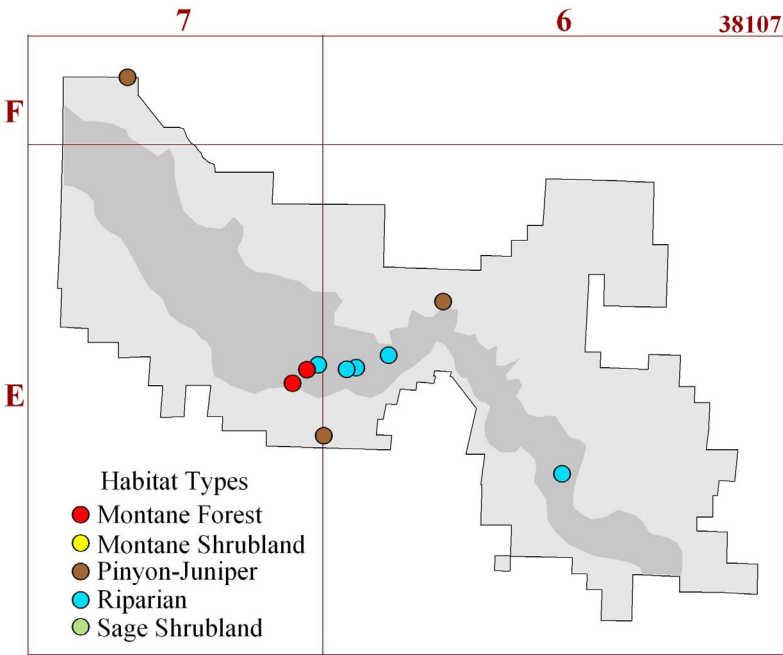 7 6 38107
F
E
Habitat Types
Montane Forest
Montane Shrubland
Pinyon-Juniper
Riparian
Sage Shrubland